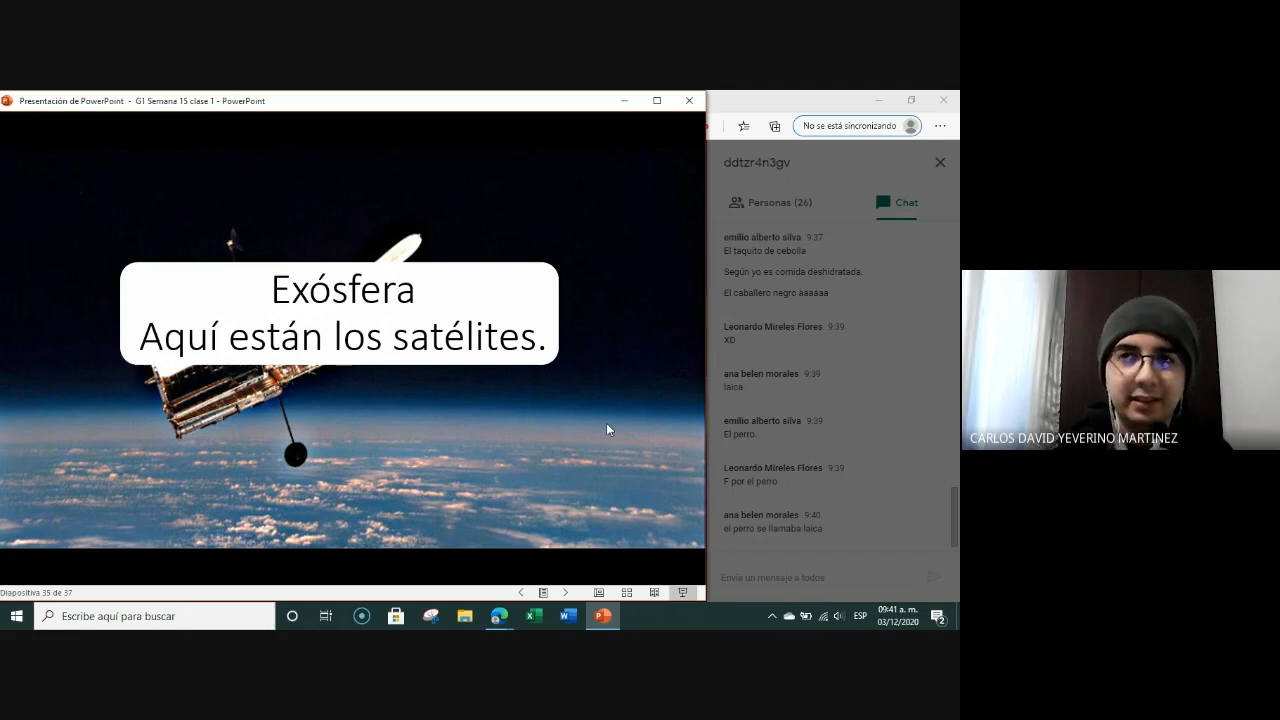 Presentación de PowerPoint - G1 Semana 15 clase 1 - PowerPoint
Exósfera
Aquí están los satélites.
Diapositiva 35 de 37
No se está sincronizando
ddtzr4n3gv
Personas (26)
Chat
emilio alberto silva 9:37
El taquito de cebolla
Según yo es comida deshidratada.
El caballero negro aaaaaa
Leonardo Mireles Flores 9:39
XD
ana belen morales 9:39
laica
emilio alberto silva 9:39
El perro.
Leonardo Mireles Flores 9:39
F por el perro
ana belen morales 9:40
el perro se llamaba laica
Envía un mensaje a todos
Escribe aquí para buscar
ESP
09:41 a. m.
03/12/2020
2
CARLOS DAVID YEVERINO MARTINEZ